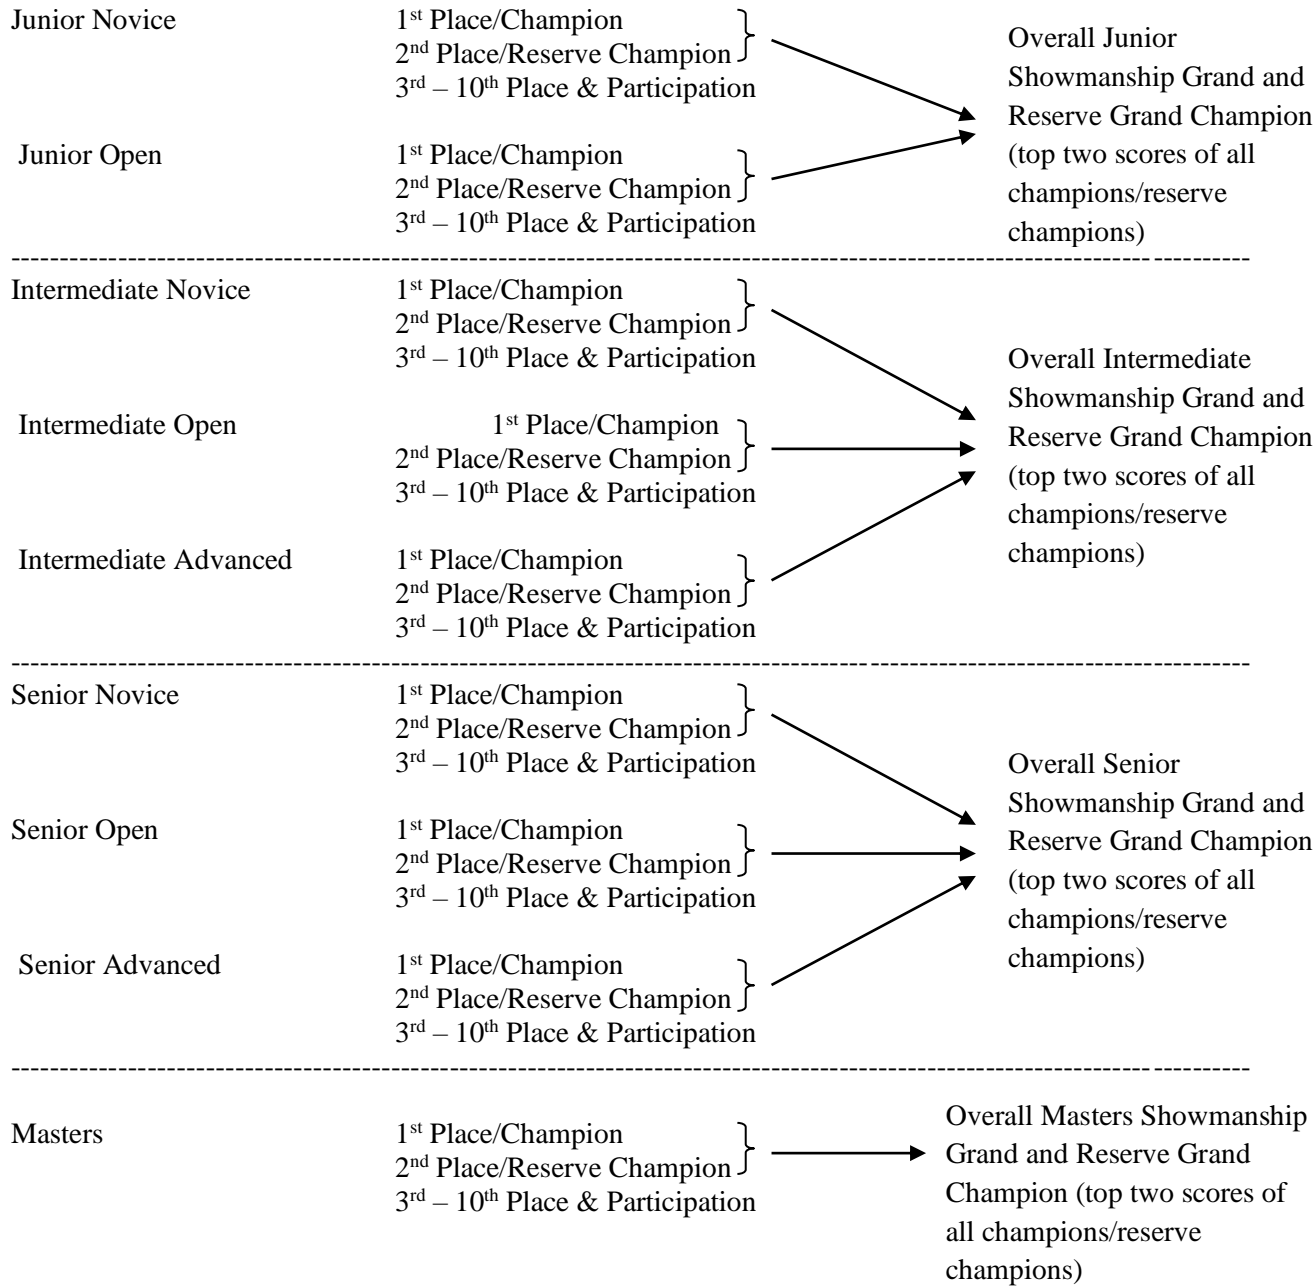 Junior Novice
1st Place/Champion
2nd Place/Reserve Champion
3rd – 10th Place & Participation
Junior Open
1st Place/Champion
2nd Place/Reserve Champion
3rd – 10th Place & Participation
Overall Junior
Showmanship Grand and
Reserve Grand Champion
(top two scores of all
champions/reserve
champions)
Intermediate Novice
1st Place/Champion
2nd Place/Reserve Champion
3rd – 10th Place & Participation
Intermediate Open
1st Place/Champion
2nd Place/Reserve Champion
3rd – 10th Place & Participation
Intermediate Advanced
1st Place/Champion
2nd Place/Reserve Champion
3rd – 10th Place & Participation
Overall Intermediate
Showmanship Grand and
Reserve Grand Champion
(top two scores of all
champions/reserve
champions)
Senior Novice
1st Place/Champion
2nd Place/Reserve Champion
3rd – 10th Place & Participation
Senior Open
1st Place/Champion
2nd Place/Reserve Champion
3rd – 10th Place & Participation
Senior Advanced
1st Place/Champion
2nd Place/Reserve Champion
3rd – 10th Place & Participation
Overall Senior
Showmanship Grand and
Reserve Grand Champion
(top two scores of all
champions/reserve
champions)
Masters
1st Place/Champion
2nd Place/Reserve Champion
3rd – 10th Place & Participation
Overall Masters Showmanship
Grand and Reserve Grand
Champion (top two scores of
all champions/reserve
champions)